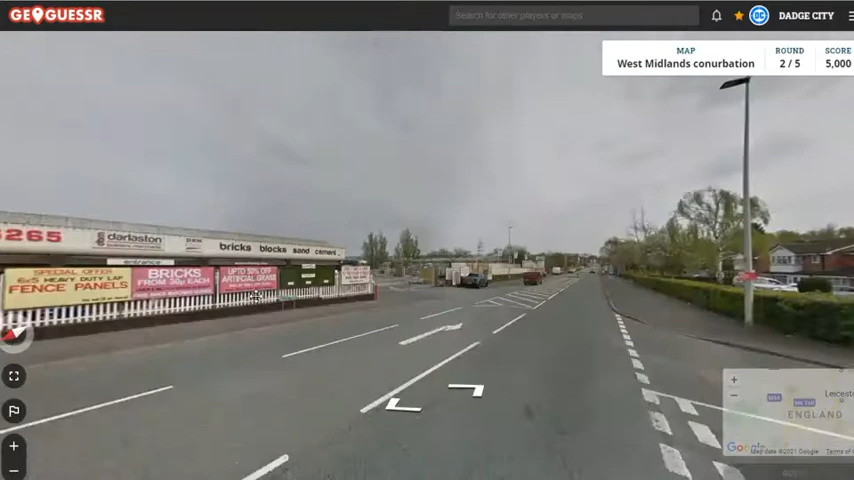 GEOGUESSR
Search for other players or maps
DADGE CITY
MAP
West Midlands conurbation
ROUND
2 / 5
SCORE
5,000
8265
darlaston
bricks blocks sand cement
entrance
SPECIAL OFFER
6x5 HEAVY DUTY LAP
FENCE PANELS
BRICKS
FROM 30p EACH
UPTO 50% OFF
ARTIFICIAL GRASS
Leicester
ENGLAND
Google
Map data ©2021 Google
Terms of